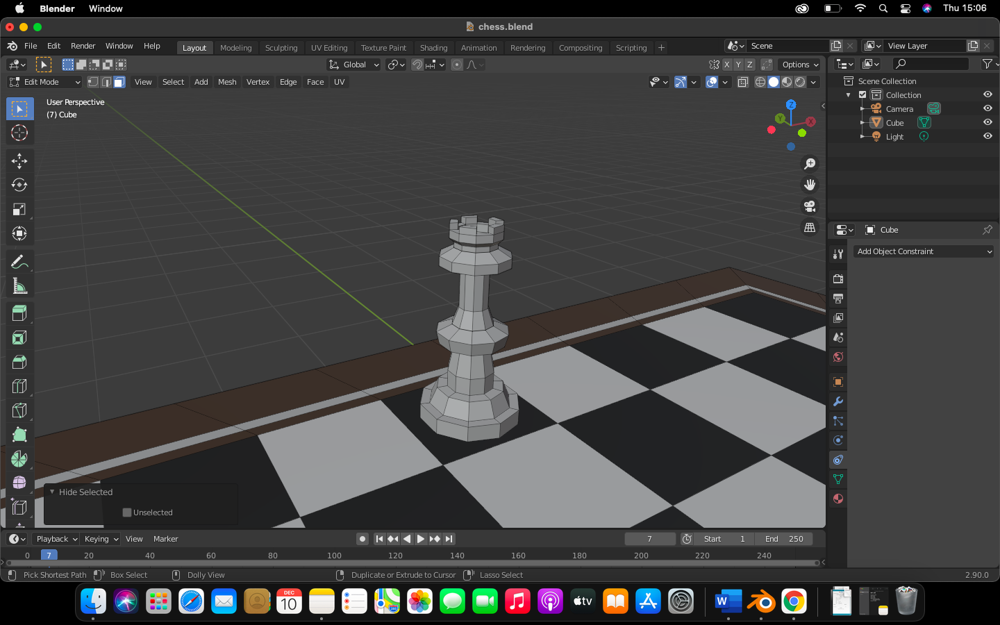 Blender Window Thu 15:06
chess.blend
File Edit Render Window Help Layout Modeling Sculpting UV Editing Texture Paint Shading Animation Rendering Compositing Scripting + Scene View Layer
Global X Y Z Options
Edit Mode View Select Add Mesh Vertex Edge Face UV
User Perspective
(7) Cube
Z
Y X
Scene Collection
Collection
Camera
Cube
Light
Cube
Add Object Constraint
Hide Selected
Unselected
Playback Keying View Marker 7 Start 1 End 250
0 7 20 40 60 80 100 120 140 160 180 200 220 240
Pick Shortest Path Box Select Dolly View Duplicate or Extrude to Cursor Lasso Select 2.90.0
DEC
10
tv
W